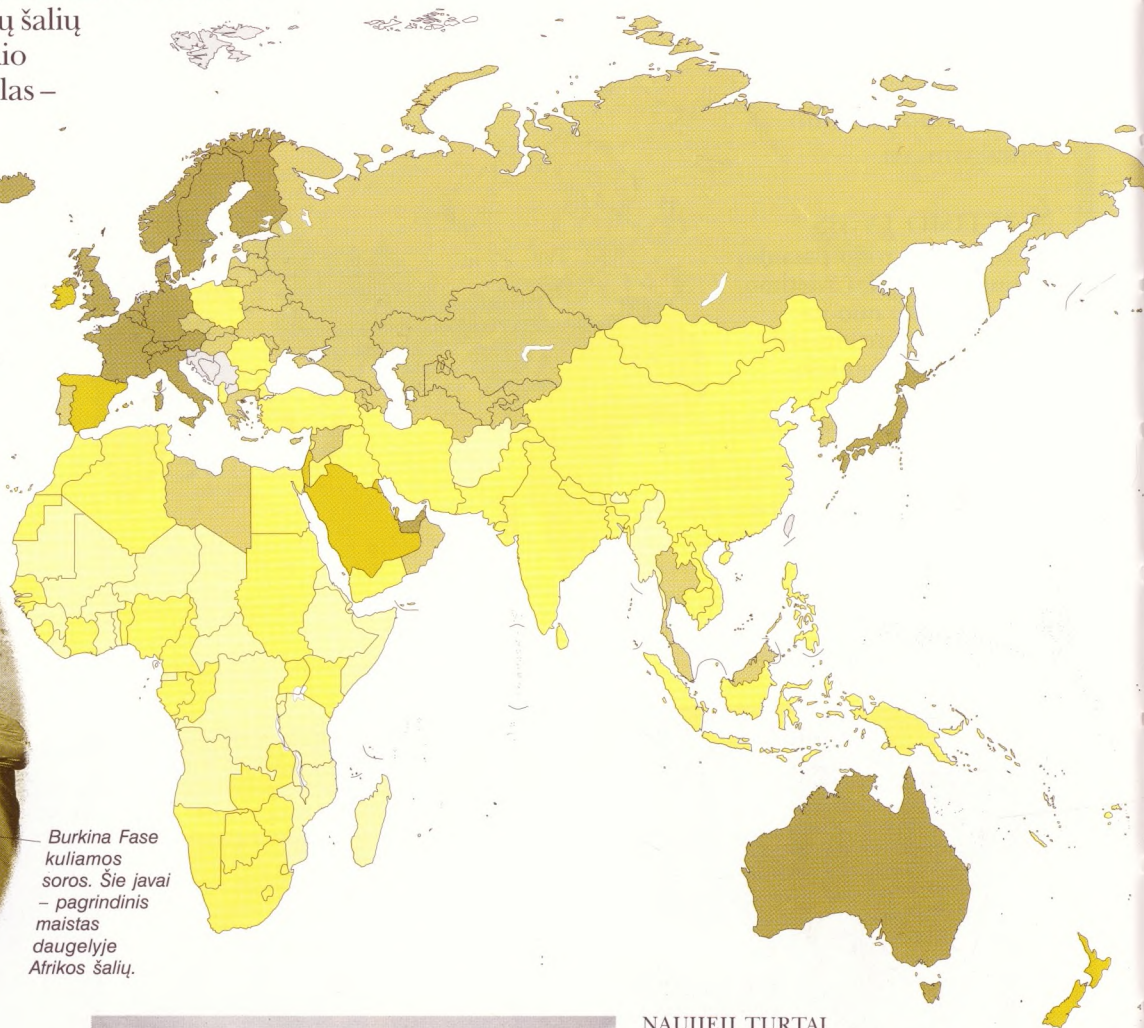 ų šalių
io
las –
Burkina Fase
kuliamos
soros. Šie javai
– pagrindinis
maistas
daugelyje
Afrikos šalių.
NAUJIEJI TURTAI